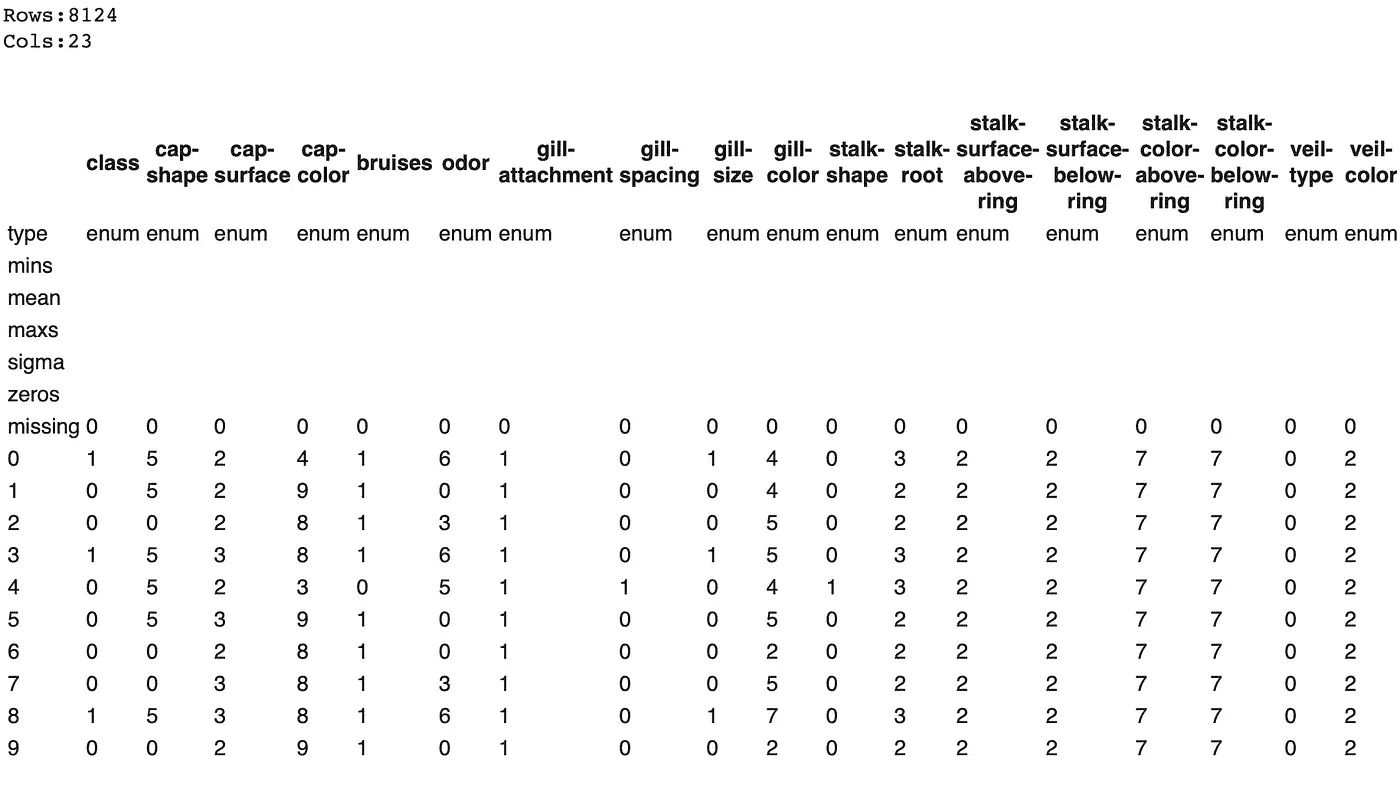 Rows:8124
Cols:23
class cap-shape cap-surface cap-color bruises odor gill-attachment gill-spacing gill-size gill-color stalk-shape stalk-root stalk-surface-above-ring stalk-surface-below-ring stalk-color-above-ring stalk-color-below-ring veil-type veil-color
type enum enum enum enum enum enum enum enum enum enum enum enum enum enum enum enum enum enum
mins
mean
maxs
sigma
zeros
missing 0 0 0 0 0 0 0 0 0 0 0 0 0 0 0 0 0 0
0 1 5 2 4 1 6 1 0 1 4 0 3 2 2 7 7 0 2
1 0 5 2 9 1 0 1 0 0 4 0 2 2 2 7 7 0 2
2 0 0 2 8 1 3 1 0 0 5 0 2 2 2 7 7 0 2
3 1 5 3 8 1 6 1 0 1 5 0 3 2 2 7 7 0 2
4 0 5 2 3 0 5 1 1 0 4 1 3 2 2 7 7 0 2
5 0 5 3 9 1 0 1 0 0 5 0 2 2 2 7 7 0 2
6 0 0 2 8 1 0 1 0 0 2 0 2 2 2 7 7 0 2
7 0 0 3 8 1 3 1 0 0 5 0 2 2 2 7 7 0 2
8 1 5 3 8 1 6 1 0 1 7 0 3 2 2 7 7 0 2
9 0 0 2 9 1 0 1 0 0 2 0 2 2 2 7 7 0 2